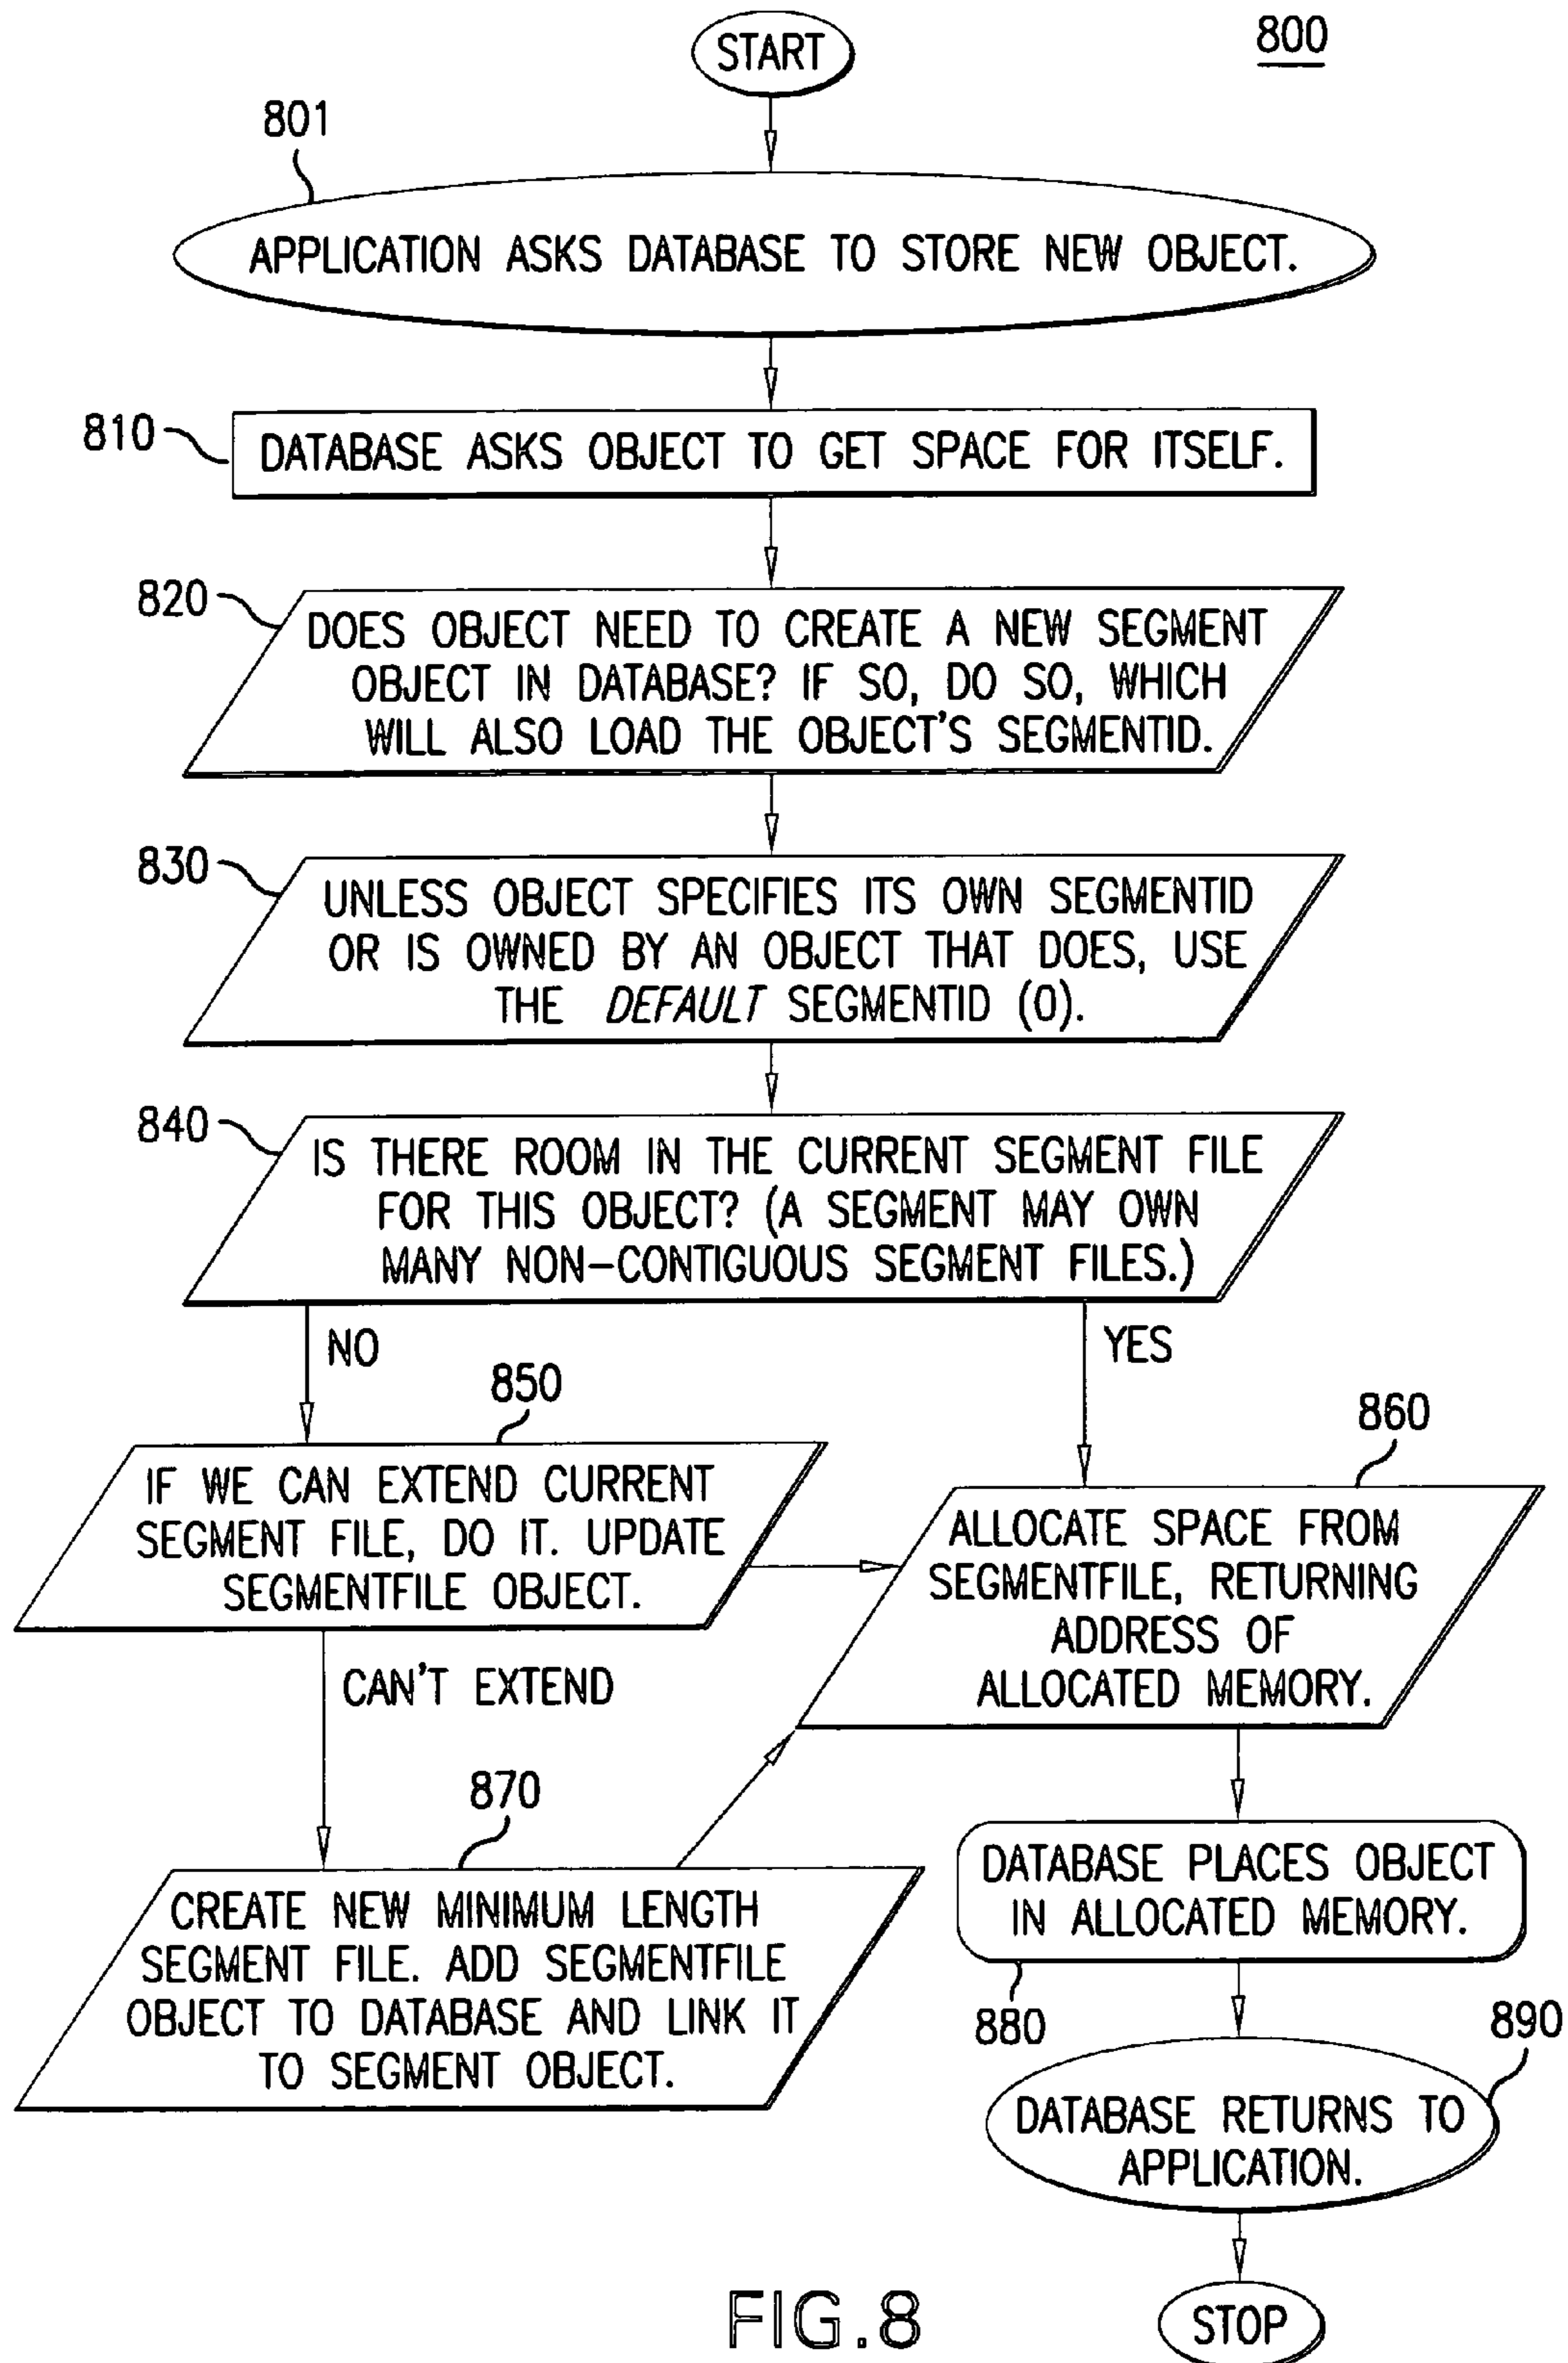 START
800
801
APPLICATION ASKS DATABASE TO STORE NEW OBJECT.
810
DATABASE ASKS OBJECT TO GET SPACE FOR ITSELF.
820
DOES OBJECT NEED TO CREATE A NEW SEGMENT
OBJECT IN DATABASE? IF SO, DO SO, WHICH
WILL ALSO LOAD THE OBJECT'S SEGMENTID.
830
UNLESS OBJECT SPECIFIES ITS OWN SEGMENTID
OR IS OWNED BY AN OBJECT THAT DOES, USE
THE DEFAULT SEGMENTID (0).
840
IS THERE ROOM IN THE CURRENT SEGMENT FILE
FOR THIS OBJECT? (A SEGMENT MAY OWN
MANY NON-CONTIGUOUS SEGMENT FILES.)
NO
YES
850
IF WE CAN EXTEND CURRENT
SEGMENT FILE, DO IT. UPDATE
SEGMENTFILE OBJECT.
860
ALLOCATE SPACE FROM
SEGMENTFILE, RETURNING
ADDRESS OF
ALLOCATED MEMORY.
CAN'T EXTEND
870
CREATE NEW MINIMUM LENGTH
SEGMENT FILE. ADD SEGMENTFILE
OBJECT TO DATABASE AND LINK IT
TO SEGMENT OBJECT.
DATABASE PLACES OBJECT
IN ALLOCATED MEMORY.
880
890
DATABASE RETURNS TO
APPLICATION.
STOP
FIG.8